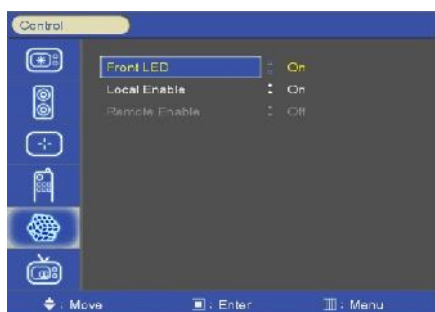 Control
Front LED : On
Local Enable : On
Remote Enable : Off
: Move : Enter : Menu